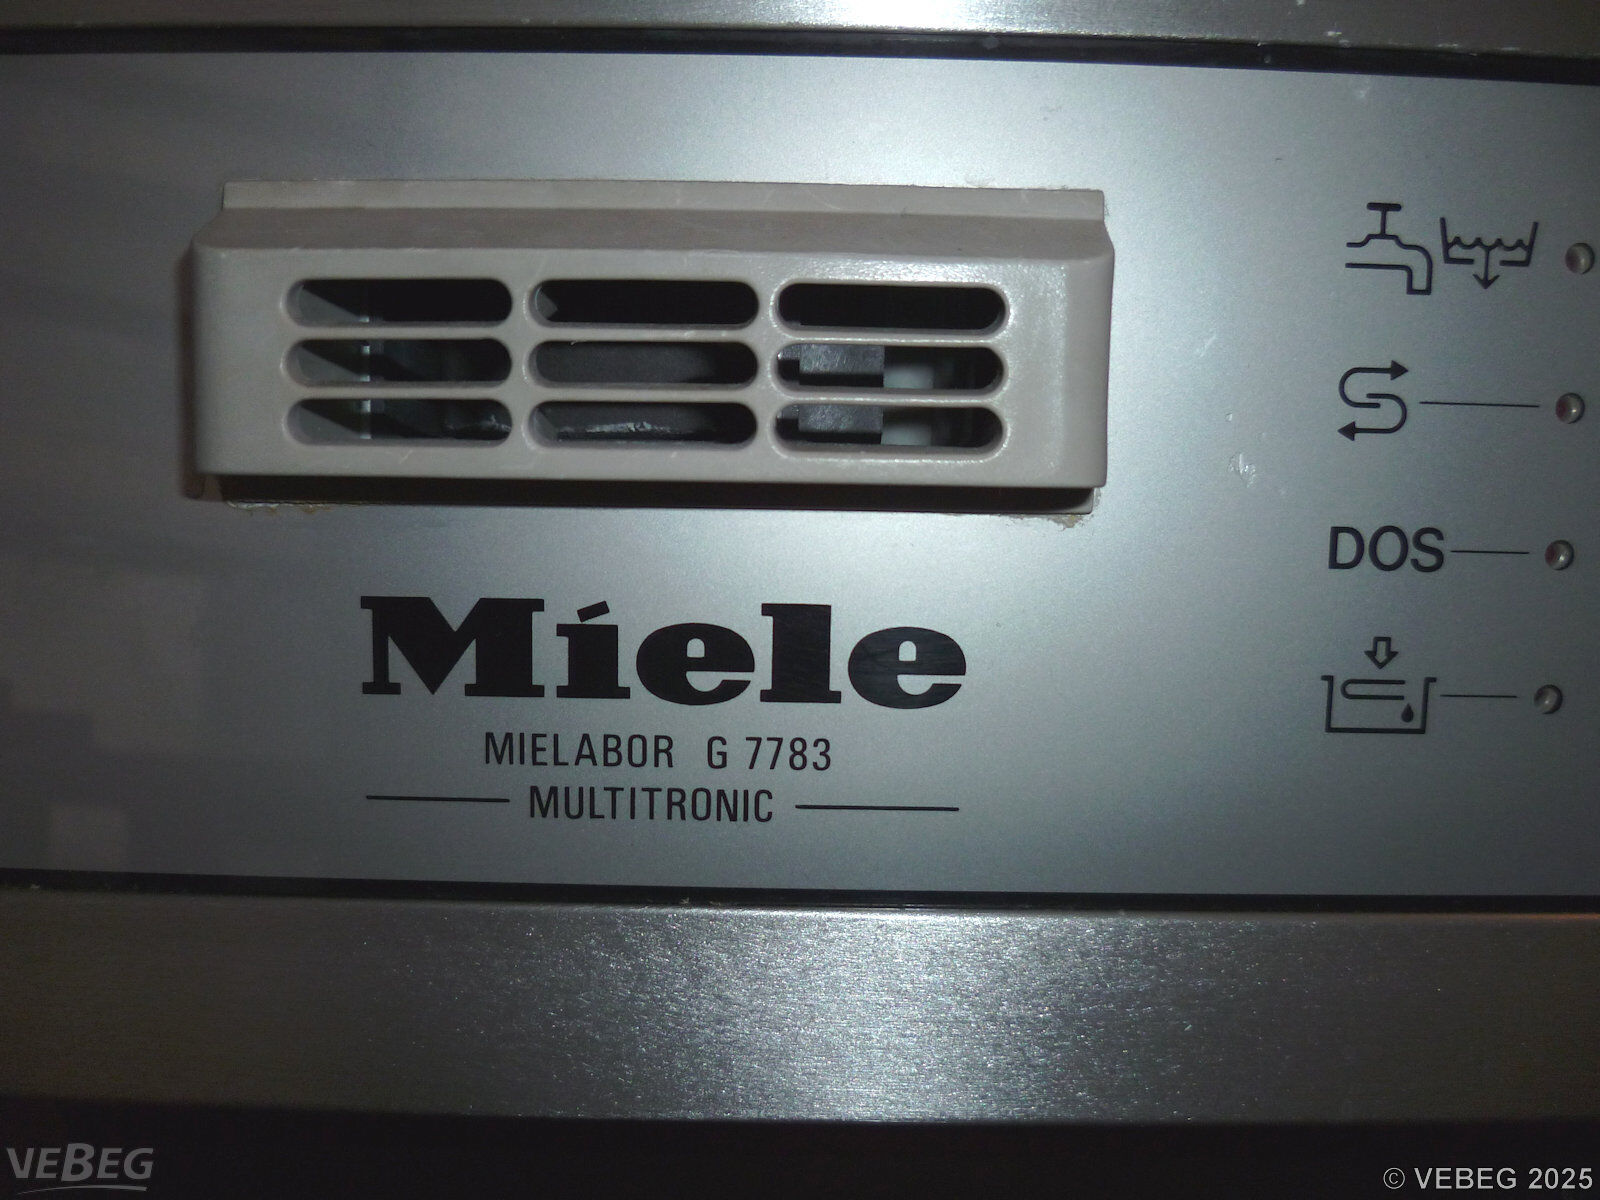 DOS
Miele
MIELABOR G 7783
MULTITRONIC
VEBEG
© VEBEG 2025